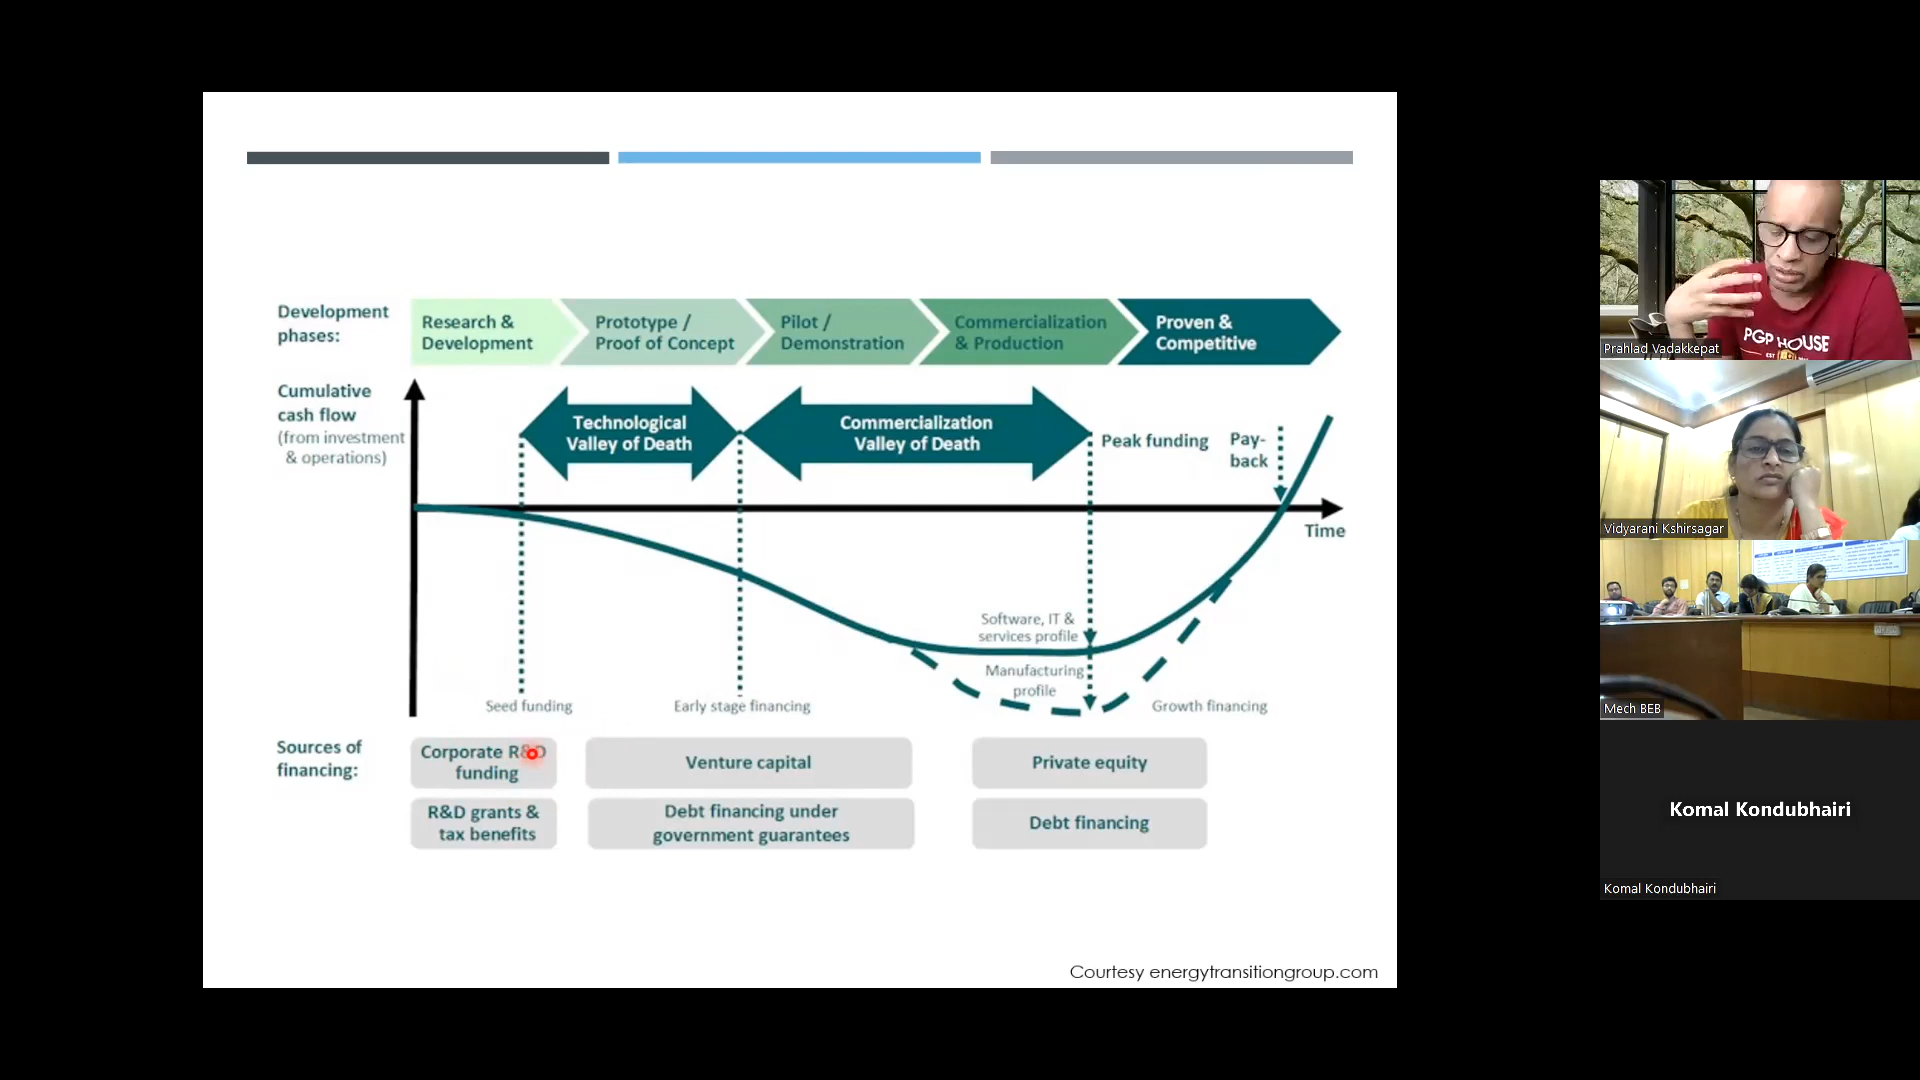 Development
phases:
Research &
Development
Prototype /
Proof of Concept
Pilot /
Demonstration
Commercialization
& Production
Proven &
Competitive
Cumulative
cash flow
(from investment
& operations)
Technological
Valley of Death
Commercialization
Valley of Death
Peak funding
Pay-
back
Time
Software, IT &
services profile
Manufacturing
profile
Seed funding
Early stage financing
Growth financing
Sources of
financing:
Corporate R&D
funding
Venture capital
Private equity
R&D grants &
tax benefits
Debt financing under
government guarantees
Debt financing
Courtesy energytransitiongroup.com
PGP HOUSE
EST
Prahlad Vadakkepat
Vidyarani Kshirsagar
Mech BEB
Komal Kondubhairi
Komal Kondubhairi